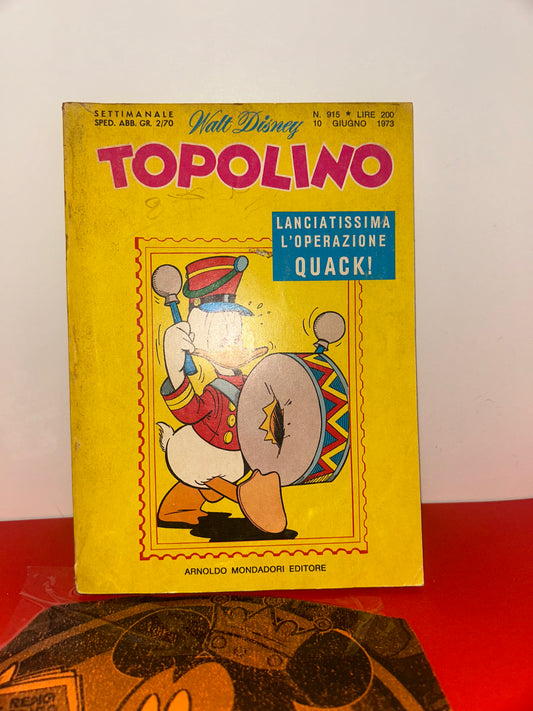 SETTIMANALE
SPED. ABB. GR. 2/70
Walt Disney
N. 915 * LIRE 200
10 GIUGNO 1973
TOPOLINO
LANCIATISSIMA
L'OPERAZIONE
QUACK!
ARNOLDO MONDADORI EDITORE